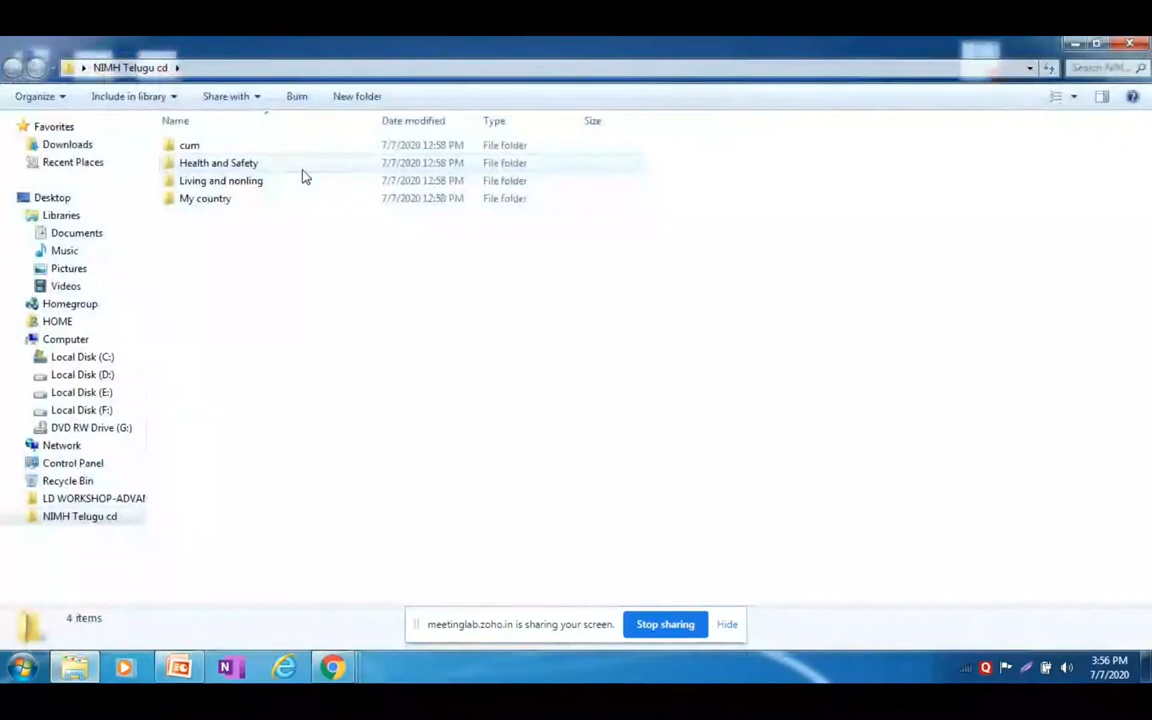 NIMH Telugu cd
Search NIM...
Organize Include in library Share with Burn New folder
Name Date modified Type Size
Favorites
Downloads
Recent Places
Desktop
Libraries
Documents
Music
Pictures
Videos
Homegroup
HOME
Computer
Local Disk (C:)
Local Disk (D:)
Local Disk (E:)
Local Disk (F:)
DVD RW Drive (G:)
Network
Control Panel
Recycle Bin
LD WORKSHOP-ADVAN
NIMH Telugu cd
cum 7/7/2020 12:58 PM File folder
Health and Safety 7/7/2020 12:58 PM File folder
Living and nonling 7/7/2020 12:58 PM File folder
My country 7/7/2020 12:58 PM File folder
4 items
meetinglab.zoho.in is sharing your screen. Stop sharing Hide
3:56 PM
7/7/2020